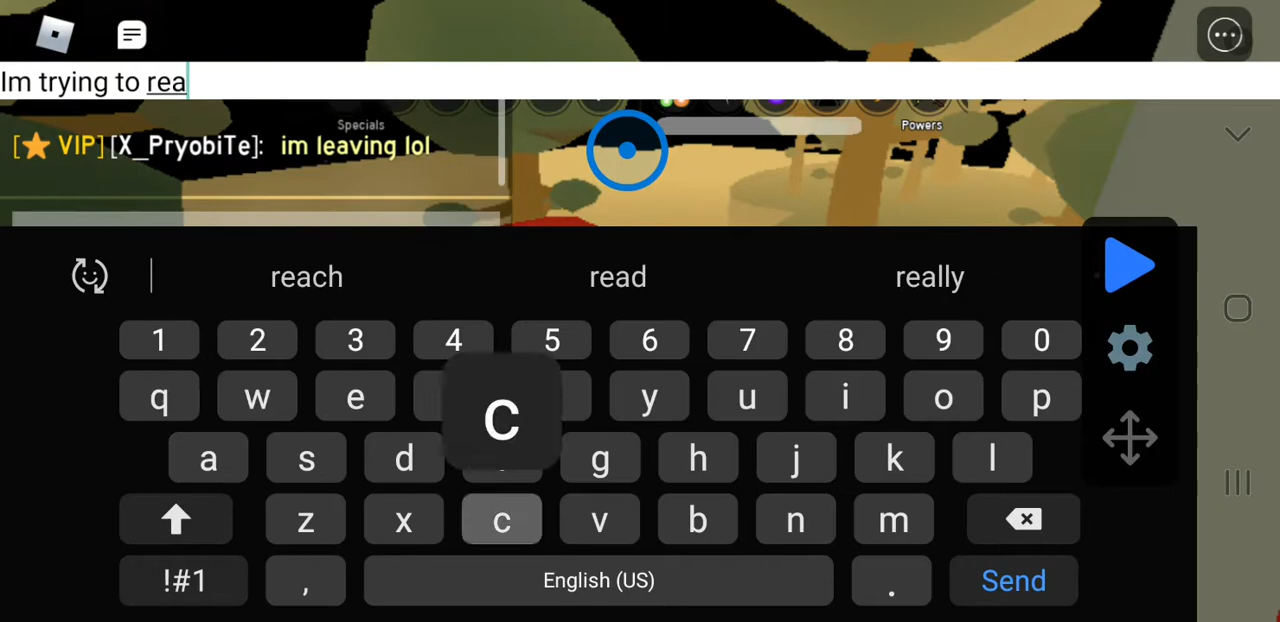 Im trying to rea
Specials
Powers
[⭐ VIP][X_PryobiTe]: im leaving lol
reach read really
1 2 3 4 5 6 7 8 9 0
q w e y u i o p
c
a s d g h j k l
z x c v b n m
!#1 , English (US) . Send